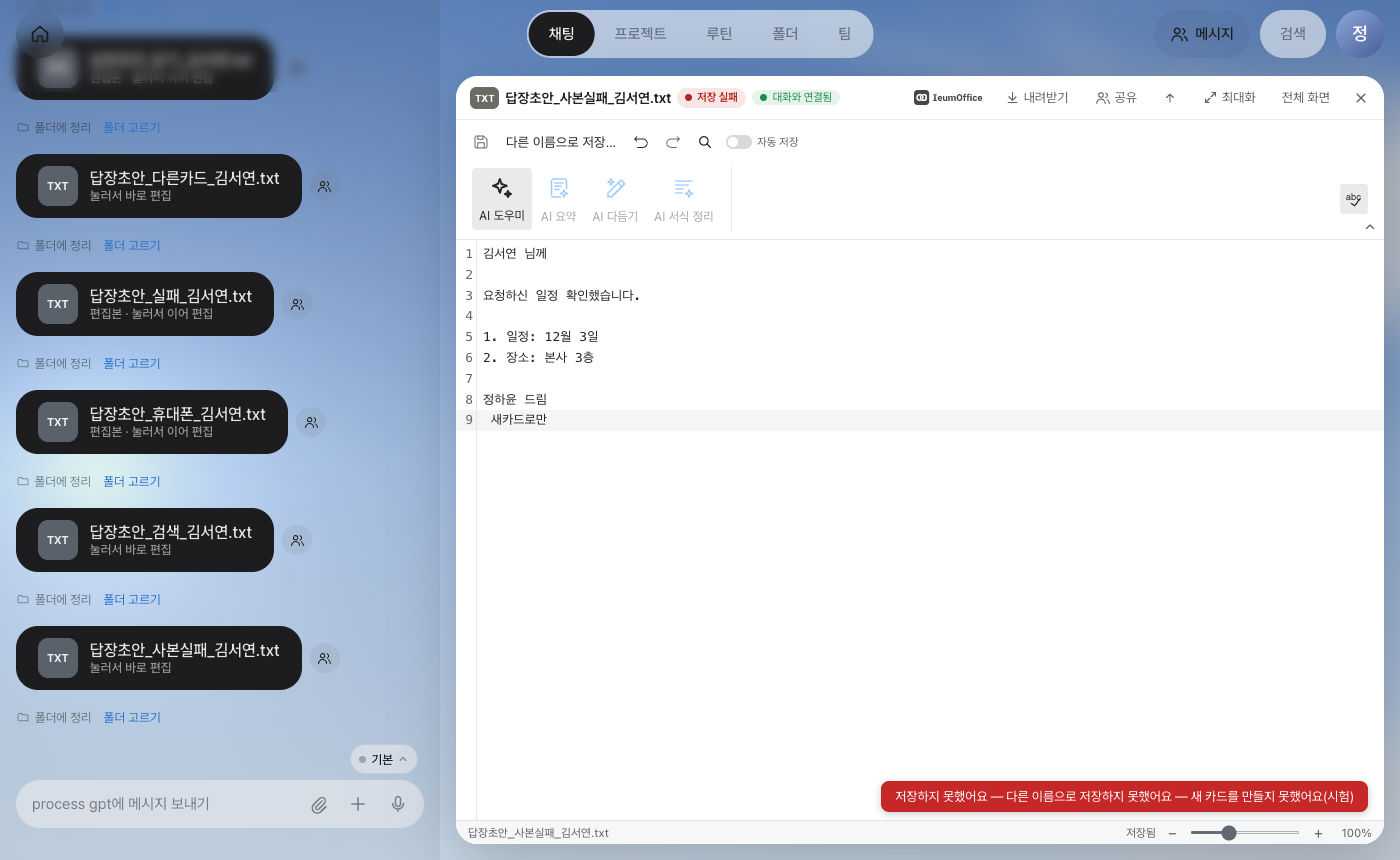 채팅
프로젝트
루틴
폴더
팀
메시지
검색
정
폴더에 정리 폴더 고르기
TXT
답장초안_다른카드_김서연.txt
눌러서 바로 편집
폴더에 정리 폴더 고르기
TXT
답장초안_실패_김서연.txt
편집본 · 눌러서 이어 편집
폴더에 정리 폴더 고르기
TXT
답장초안_휴대폰_김서연.txt
편집본 · 눌러서 이어 편집
폴더에 정리 폴더 고르기
TXT
답장초안_검색_김서연.txt
눌러서 바로 편집
폴더에 정리 폴더 고르기
TXT
답장초안_사본실패_김서연.txt
눌러서 바로 편집
폴더에 정리 폴더 고르기
기본
process gpt에 메시지 보내기
TXT 답장초안_사본실패_김서연.txt 저장 실패 대화와 연결됨 IeumOffice 내려받기 공유 최대화 전체 화면
다른 이름으로 저장... 자동 저장
AI 도우미 AI 요약 AI 다듬기 AI 서식 정리 abc
1 김서연 님께
2
3 요청하신 일정 확인했습니다.
4
5 1. 일정: 12월 3일
6 2. 장소: 본사 3층
7
8 정하윤 드림
9 새카드로만
저장하지 못했어요 — 다른 이름으로 저장하지 못했어요 — 새 카드를 만들지 못했어요(시험)
답장초안_사본실패_김서연.txt 저장됨 − + 100%